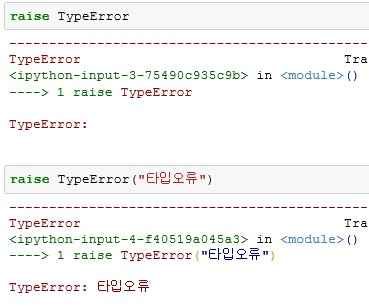 raise TypeError
---------------------------------------------
TypeError Tra
<ipython-input-3-75490c935c9b> in <module>()
----> 1 raise TypeError
TypeError:
raise TypeError("타입오류")
---------------------------------------------
TypeError Tra
<ipython-input-4-f40519a045a3> in <module>()
----> 1 raise TypeError("타입오류")
TypeError: 타입오류